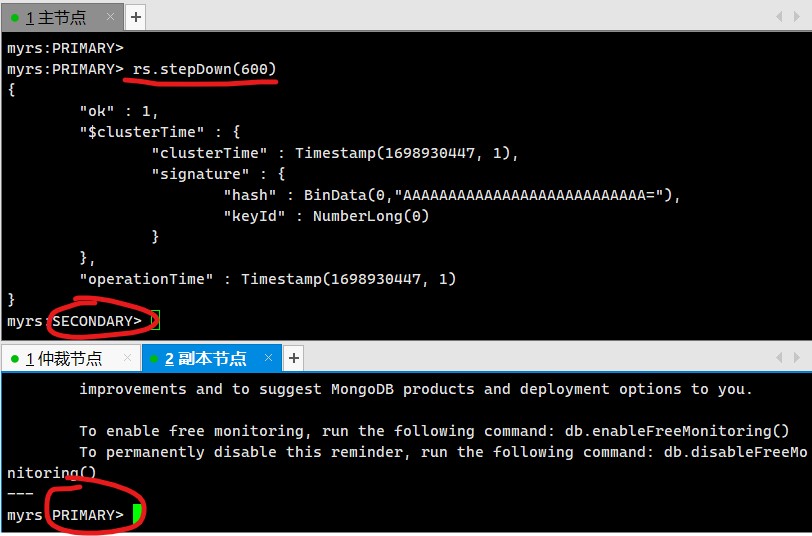 1 主节点 × +
myrs:PRIMARY>
myrs:PRIMARY> rs.stepDown(600)
{
        "ok" : 1,
        "$clusterTime" : {
                "clusterTime" : Timestamp(1698930447, 1),
                "signature" : {
                        "hash" : BinData(0,"AAAAAAAAAAAAAAAAAAAAAAAAAAA="),
                        "keyId" : NumberLong(0)
                }
        },
        "operationTime" : Timestamp(1698930447, 1)
}
myrs:SECONDARY>
1 仲裁节点 × 2 副本节点 × +
        improvements and to suggest MongoDB products and deployment options to you.
        To enable free monitoring, run the following command: db.enableFreeMonitoring()
        To permanently disable this reminder, run the following command: db.disableFreeMo
nitoring()
---
myrs:PRIMARY>